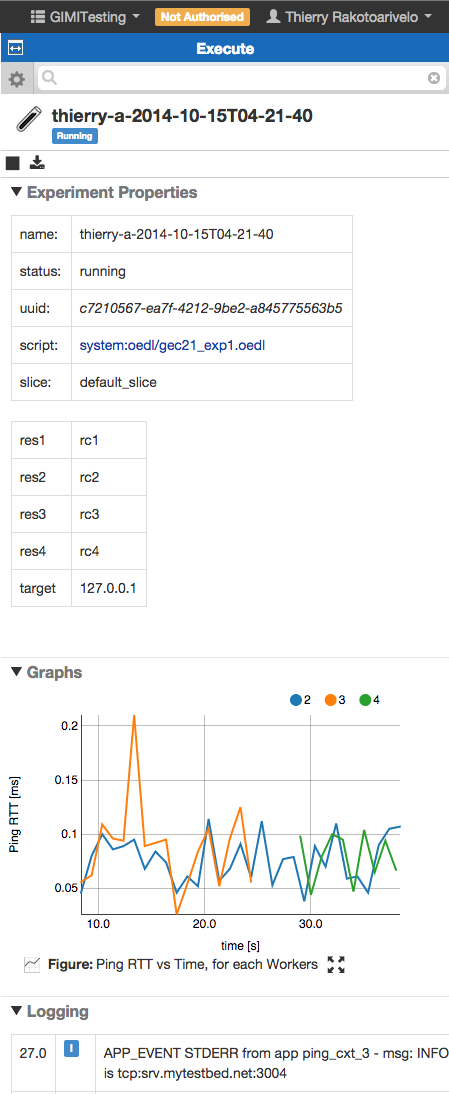 GIMITesting Not Authorised Thierry Rakotoarivelo
Execute
thierry-a-2014-10-15T04-21-40
Running
Experiment Properties
name: thierry-a-2014-10-15T04-21-40
status: running
uuid: c7210567-ea7f-4212-9be2-a845775563b5
script: system:oedl/gec21_exp1.oedl
slice: default_slice
res1 rc1
res2 rc2
res3 rc3
res4 rc4
target 127.0.0.1
Graphs
2 3 4
0.2
0.15
0.1
0.05
Ping RTT [ms]
10.0 20.0 30.0
time [s]
Figure: Ping RTT vs Time, for each Workers
Logging
27.0 I APP_EVENT STDERR from app ping_cxt_3 - msg: INFO
is tcp:srv.mytestbed.net:3004